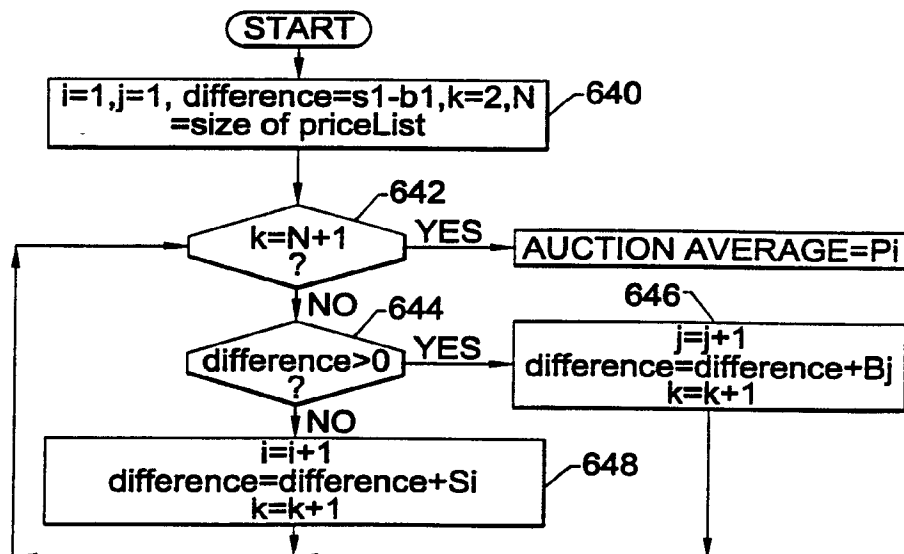 START
i=1,j=1, difference=s1-b1,k=2,N
=size of priceList
640
642
k=N+1
?
YES
AUCTION AVERAGE=Pi
NO
644
646
difference>0
?
YES
j=j+1
difference=difference+Bj
k=k+1
NO
i=i+1
difference=difference+Si
k=k+1
648